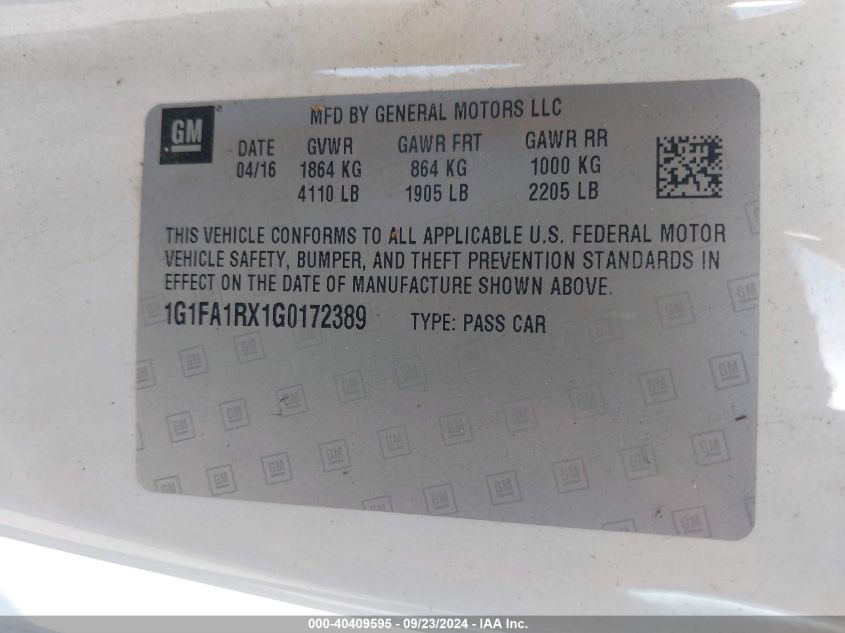 GM ®
MFD BY GENERAL MOTORS LLC
DATE GVWR GAWR FRT GAWR RR
04/16 1864 KG 864 KG 1000 KG
4110 LB 1905 LB 2205 LB
THIS VEHICLE CONFORMS TO ALL APPLICABLE U.S. FEDERAL MOTOR
VEHICLE SAFETY, BUMPER, AND THEFT PREVENTION STANDARDS IN
EFFECT ON THE DATE OF MANUFACTURE SHOWN ABOVE.
1G1FA1RX1G0172389 TYPE: PASS CAR
000-40409595 - 09/23/2024 - IAA Inc.